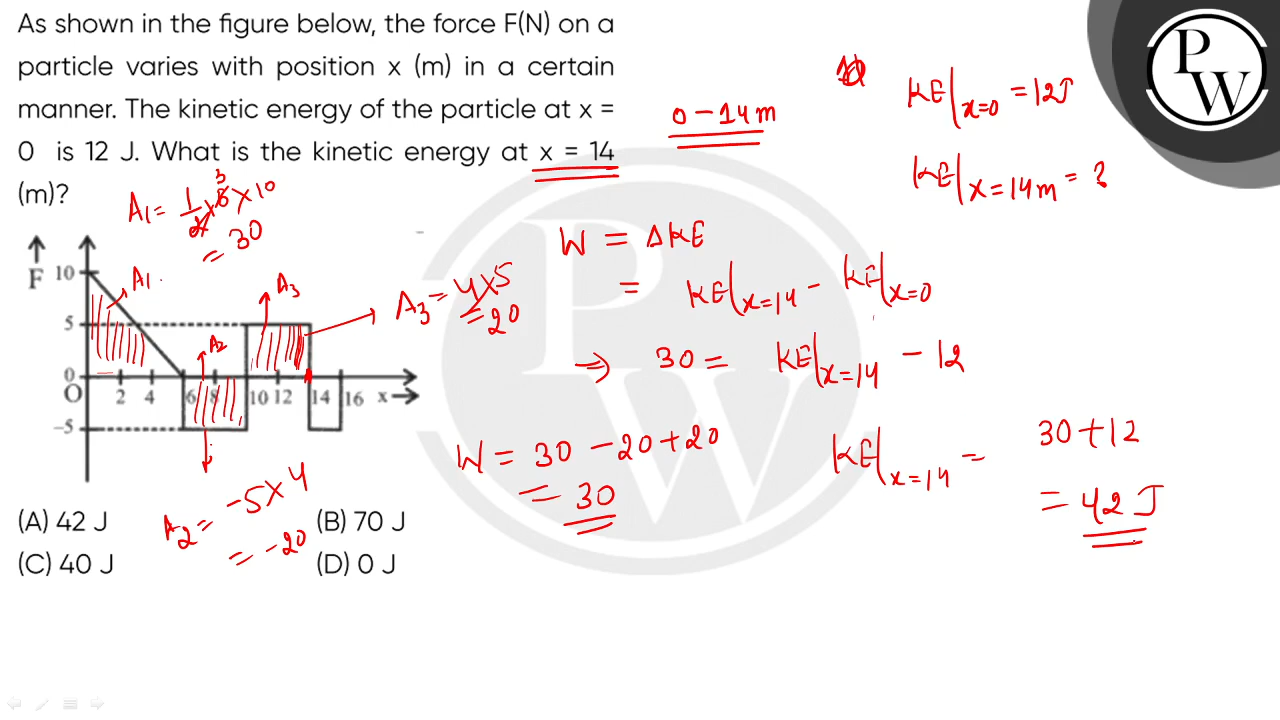 As shown in the figure below, the force F(N) on a
particle varies with position x (m) in a certain
manner. The kinetic energy of the particle at x =
0 is 12 J. What is the kinetic energy at x = 14
(m)?
0 - 14m
KE|x=0 = 12J
KE|x=14m = ?
A1 = 1/2 x 6 x 10
3
= 30
W = ΔKE
= KE|x=14 - KE|x=0
⇒ 30 = KE|x=14 - 12
KE|x=14 = 30 + 12
= 42 J
A3 = 4x5
= 20
W = 30 - 20 + 20
= 30
A2 = -5 x 4
= -20
F
10
5
0
O
-5
2 4 6 8 10 12 14 16 x
A1
A2
A3
(A) 42 J
(B) 70 J
(C) 40 J
(D) 0 J
P
W
P
W